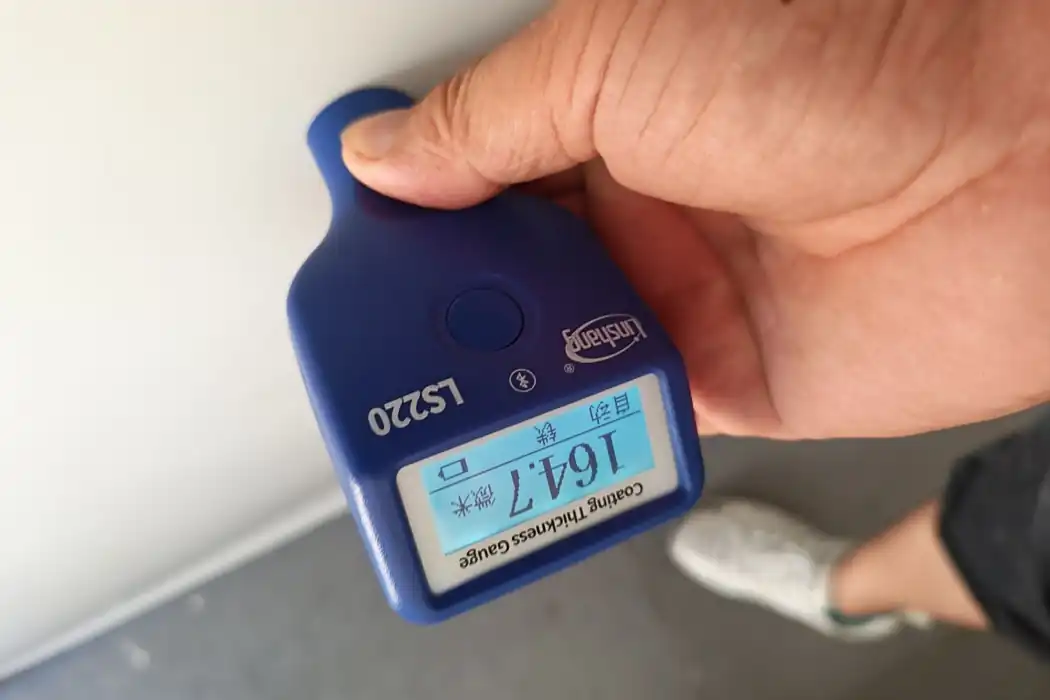 Coating Thickness Gauge
164.7 微米
自动 铁
Linshang®
LS220